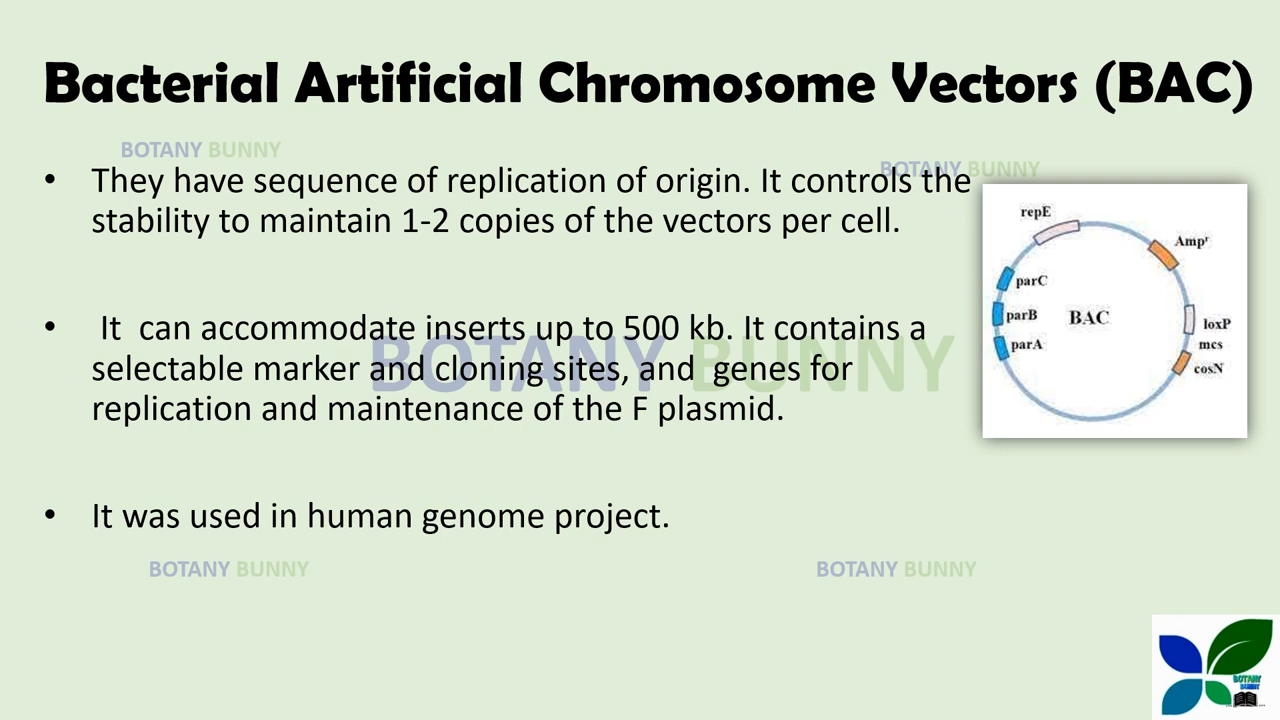 Bacterial Artificial Chromosome Vectors (BAC)
BOTANY BUNNY
BOTANY BUNNY
• They have sequence of replication of origin. It controls the
stability to maintain 1-2 copies of the vectors per cell.
• It can accommodate inserts up to 500 kb. It contains a
selectable marker and cloning sites, and genes for
replication and maintenance of the F plasmid.
BOTANY BUNNY
• It was used in human genome project.
BOTANY BUNNY
BOTANY BUNNY
repE
Ampʳ
parC
parB
BAC
loxP
parA
mcs
cosN
BOTANY
BUNNY